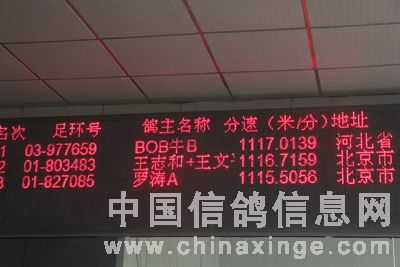 名次 足环号 鸽主名称 分速（米/分）地址
1 03-977659 BOB牛B 1117.0139 河北省
2 01-803483 王志和+王文 1116.7159 北京市
3 01-827085 罗涛A 1115.5056 北京市
中国信鸽信息网
www.chinaxinge.com